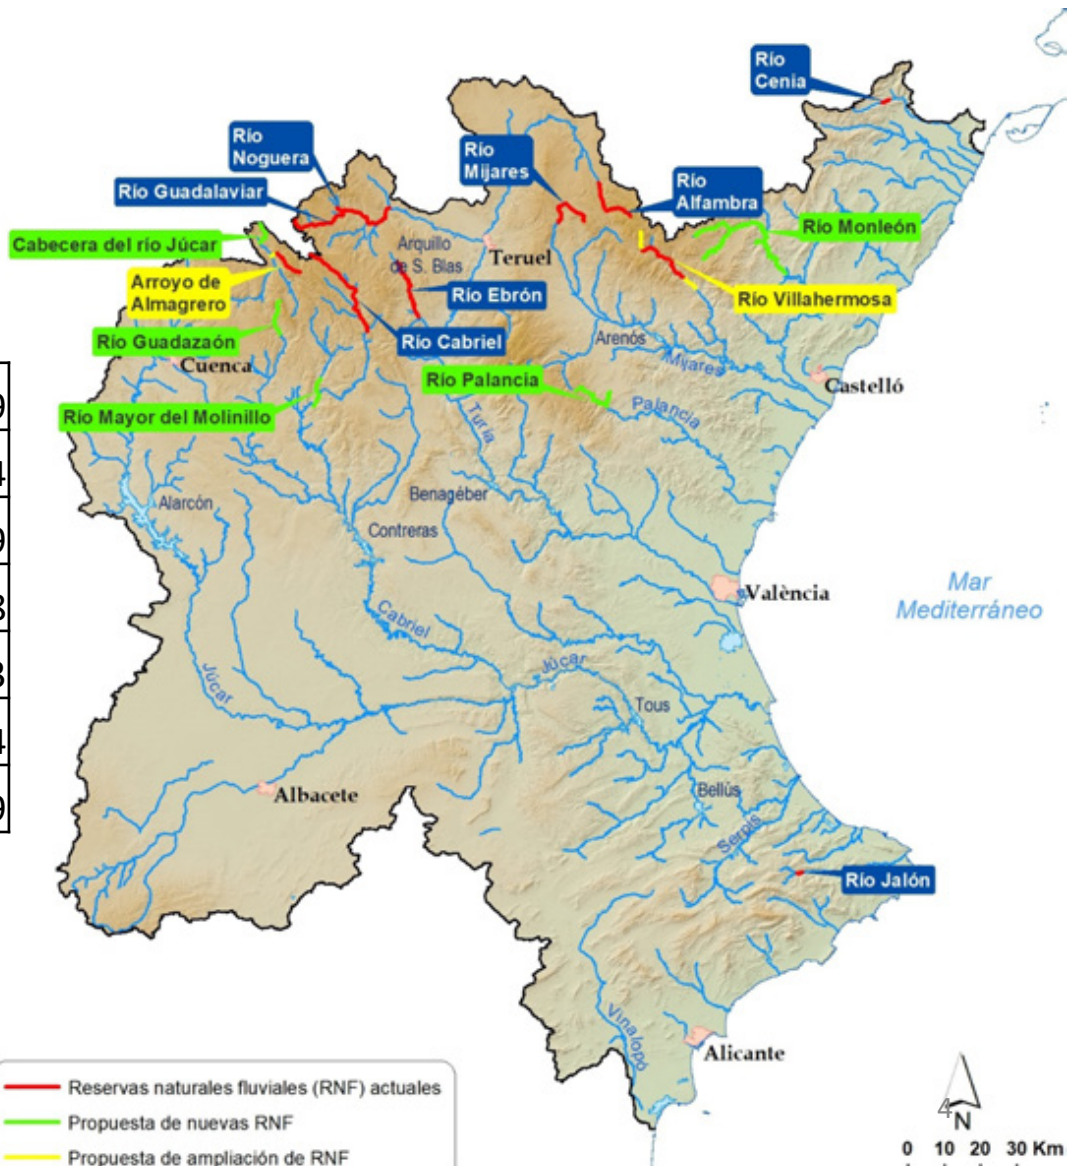 Río
Cenia
Río
Noguera
Río
Mijares
Río Guadalaviar
Río
Alfambra
Río Monleón
Cabecera del río Júcar
Arquillo
de S. Blas
Teruel
Arroyo de
Almagrero
Río Ebrón
Río Villahermosa
Río Guadazaón
Río Cabriel
Arenós
Mijares
Cuenca
Río Palancia
Castelló
Río Mayor del Molinillo
Turia
Palancia
Alarcón
Benagéber
Contreras
València
Mar
Mediterráneo
Cabriel
Júcar
Júcar
Tous
Albacete
Bellús
Serpis
Río Jalón
Vinalopó
Alicante
Reservas naturales fluviales (RNF) actuales
Propuesta de nuevas RNF
Propuesta de ampliación de RNF
4
N
0 10 20 30 Km